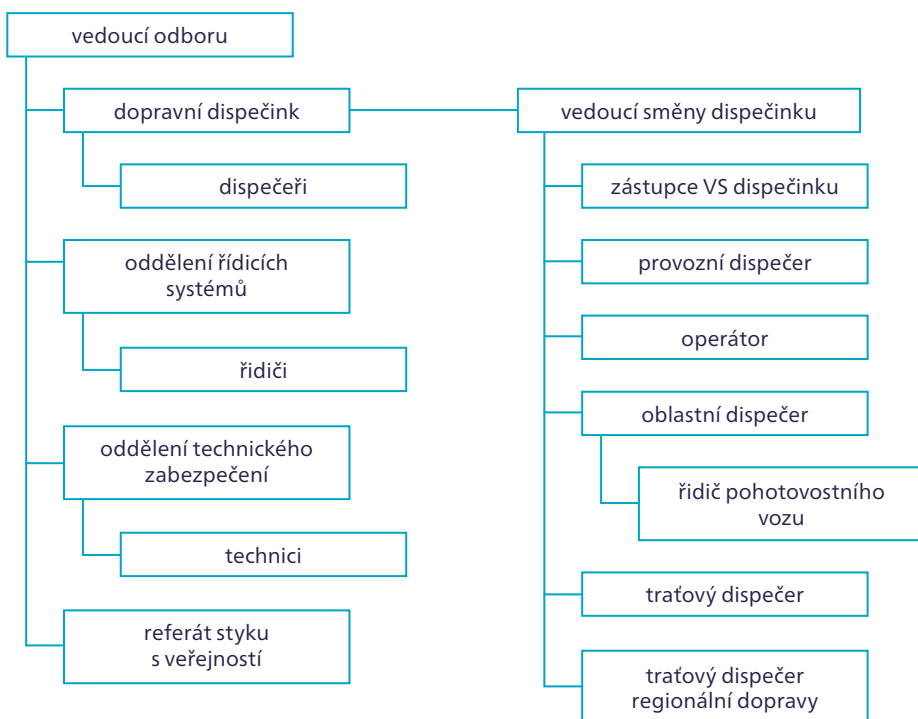 vedoucí odboru
dopravní dispečink
dispečeři
oddělení řídicích
systémů
řidiči
oddělení technického
zabezpečení
technici
referát styku
s veřejností
vedoucí směny dispečinku
zástupce VS dispečinku
provozní dispečer
operátor
oblastní dispečer
řidič pohotovostního
vozu
traťový dispečer
traťový dispečer
regionální dopravy